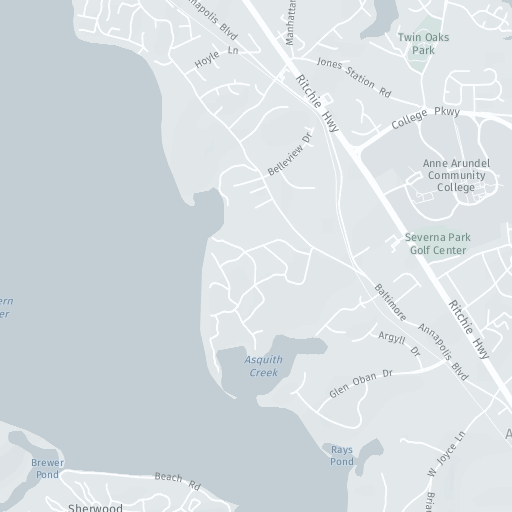 Annapolis Blvd
Manhattan
Hoyle Ln
Twin Oaks
Park
Jones Station Rd
Ritchie Hwy
College Pkwy
Belleview Dr
Anne Arundel
Community
College
Severna Park
Golf Center
Baltimore Annapolis Blvd
Ritchie Hwy
Argyll Dr
Asquith
Creek
Glen Oban Dr
W Joyce Ln
Rays
Pond
Brewer
Pond
Beach Rd
Sherwood